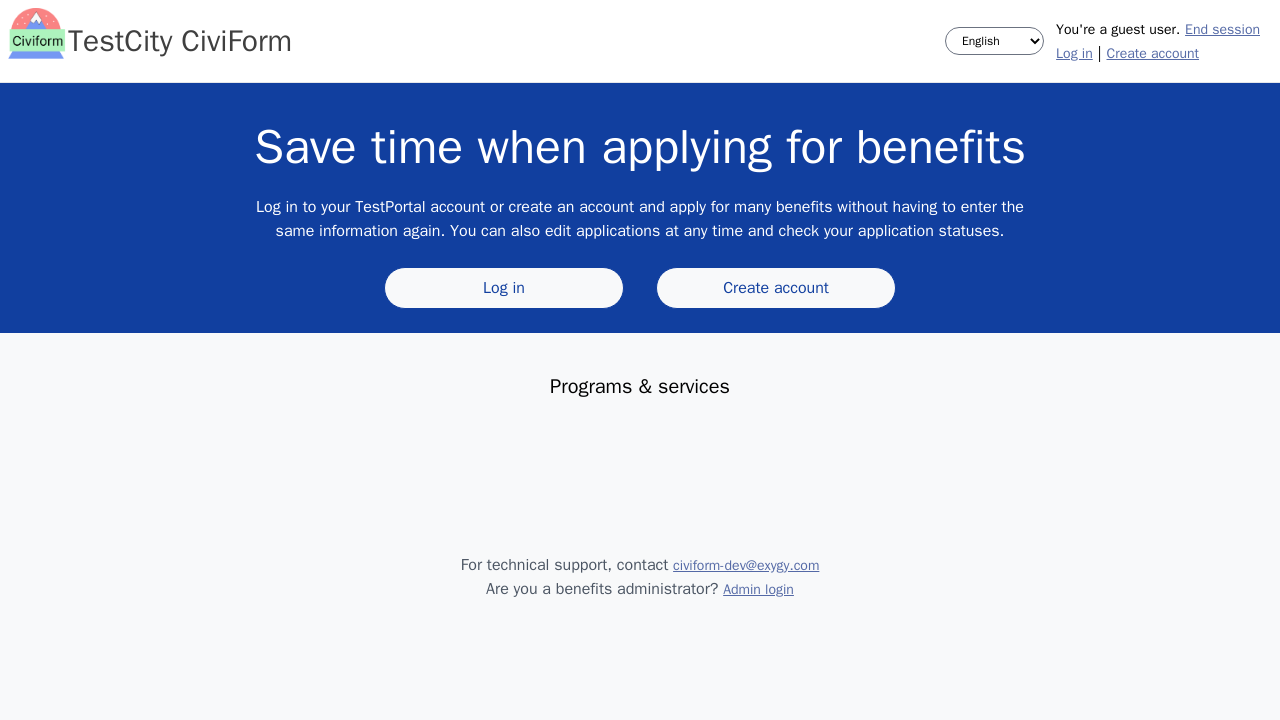 Civiform
TestCity CiviForm
English
You're a guest user. End session
Log in | Create account
Save time when applying for benefits
Log in to your TestPortal account or create an account and apply for many benefits without having to enter the
same information again. You can also edit applications at any time and check your application statuses.
Log in
Create account
Programs & services
For technical support, contact civiform-dev@exygy.com
Are you a benefits administrator? Admin login